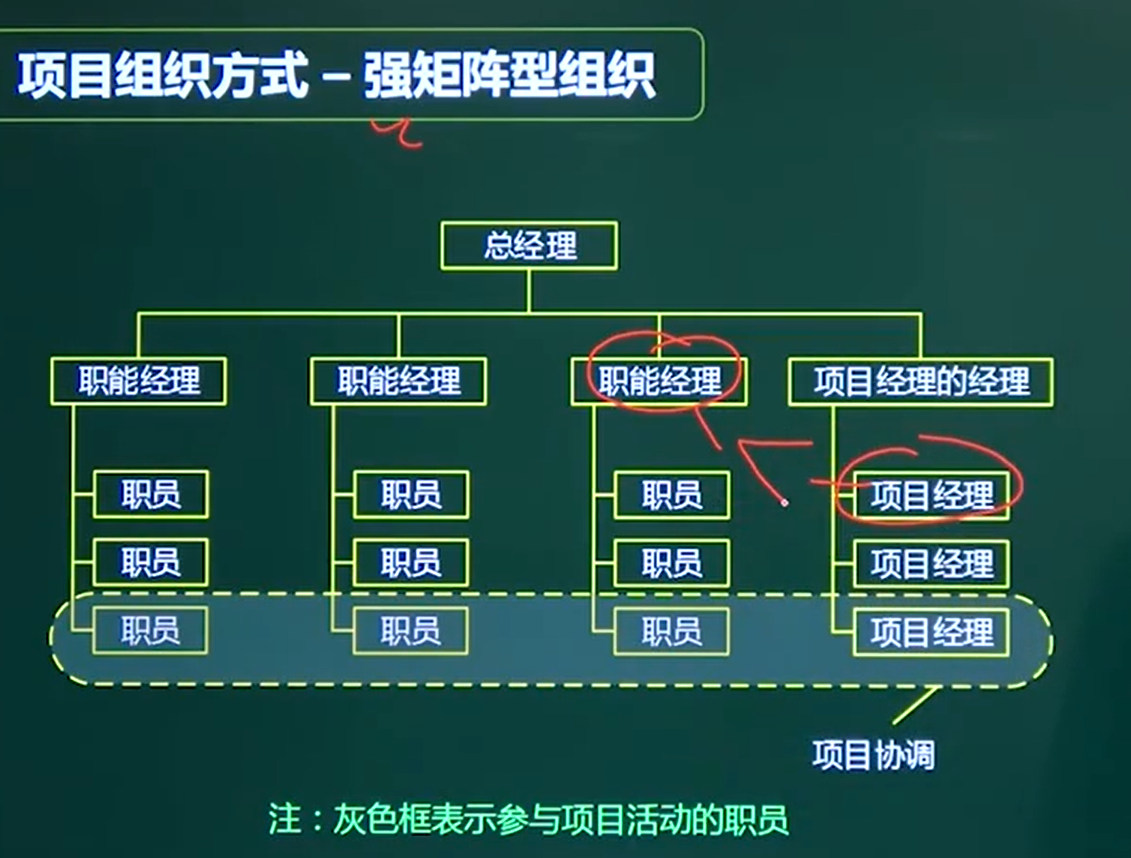 项目组织方式 – 强矩阵型组织
总经理
职能经理 职能经理 职能经理 项目经理的经理
职员 职员 职员 项目经理
职员 职员 职员 项目经理
职员 职员 职员 项目经理
项目协调
注：灰色框表示参与项目活动的职员